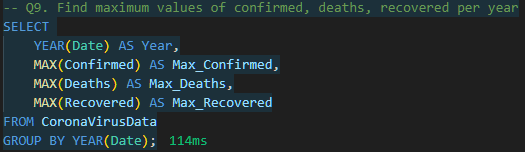 -- Q9. Find maximum values of confirmed, deaths, recovered per year
SELECT
    YEAR(Date) AS Year,
    MAX(Confirmed) AS Max_Confirmed,
    MAX(Deaths) AS Max_Deaths,
    MAX(Recovered) AS Max_Recovered
FROM CoronaVirusData
GROUP BY YEAR(Date); 114ms